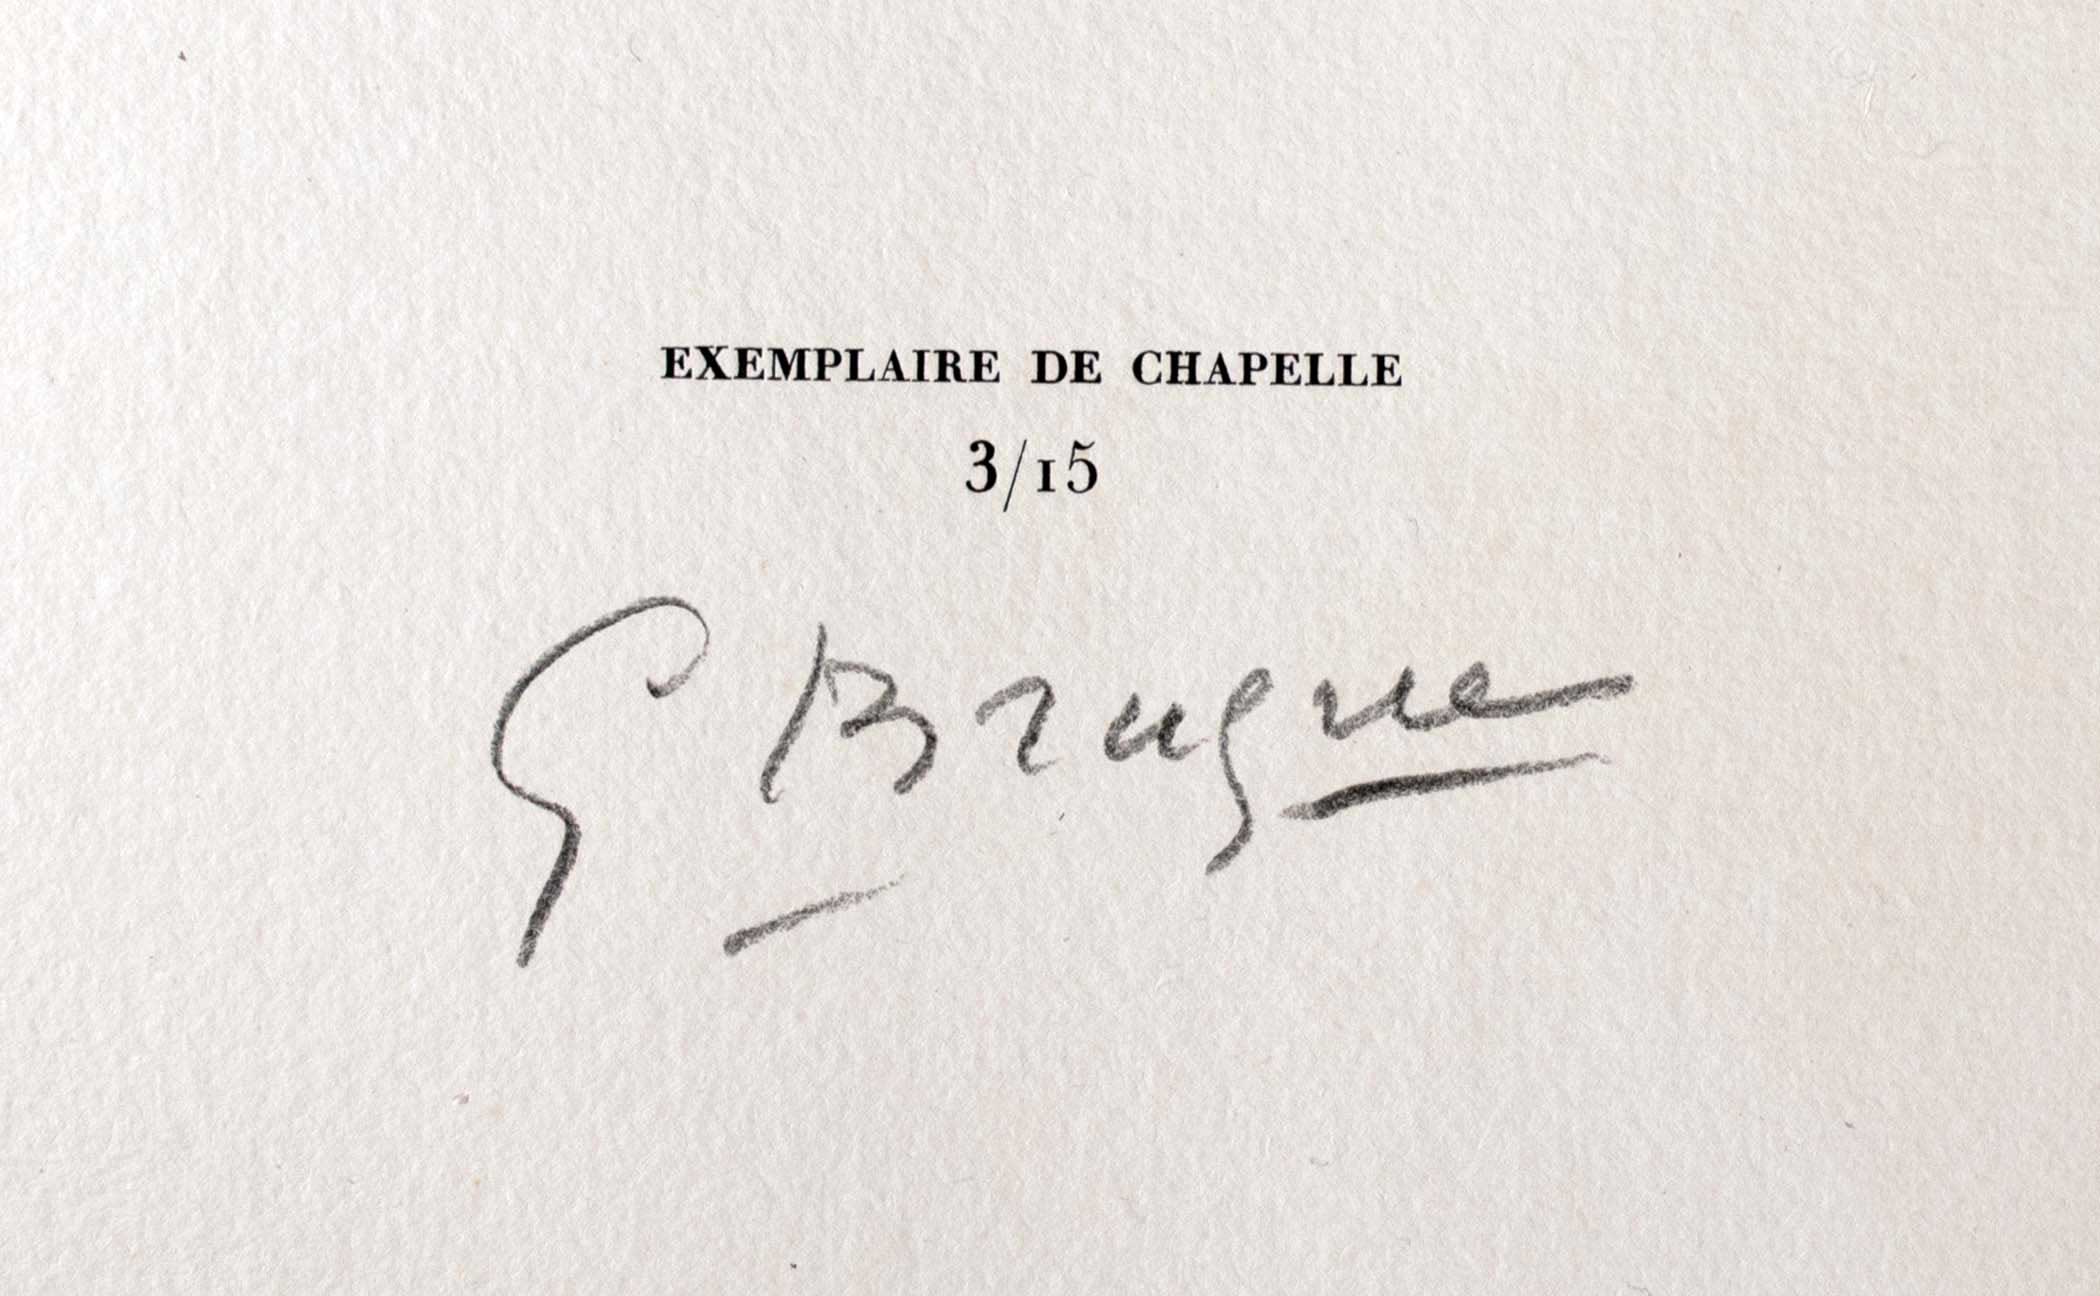 EXEMPLAIRE DE CHAPELLE
3/15
G Braque